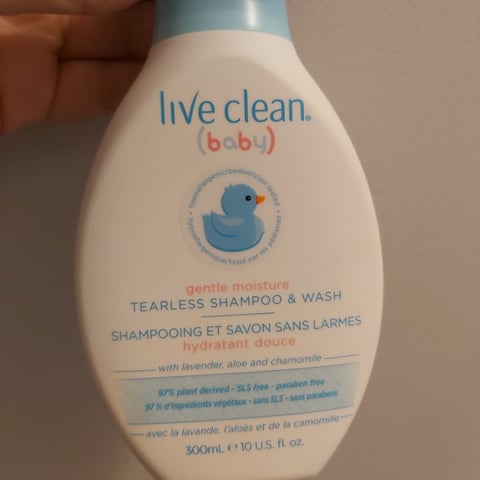 live clean®
(baby)
hypoallergenic/pediatrician tested
hypoallergénique/testé par les pédiatres
gentle moisture
TEARLESS SHAMPOO & WASH
SHAMPOOING ET SAVON SANS LARMES
hydratant douce
with lavender, aloe and chamomile
97% plant derived - SLS free - paraben free
97 % d'ingrédients végétaux - sans SLS - sans parabens
avec la lavande, l'aloès et de la camomille
300mL ℮ 10 U.S. fl. oz.